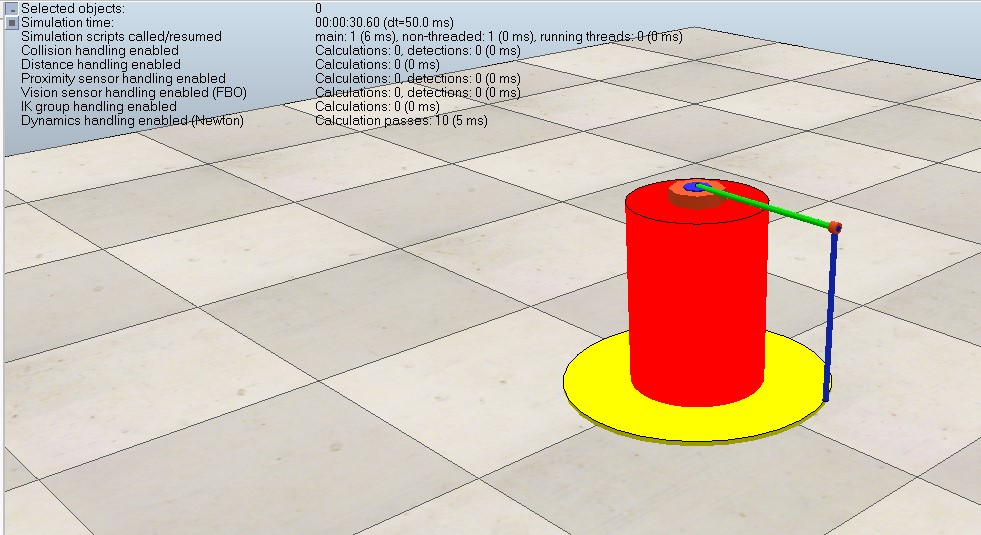 Selected objects: 0
Simulation time: 00:00:30.60 (dt=50.0 ms)
Simulation scripts called/resumed main: 1 (6 ms), non-threaded: 1 (0 ms), running threads: 0 (0 ms)
Collision handling enabled Calculations: 0, detections: 0 (0 ms)
Distance handling enabled Calculations: 0 (0 ms)
Proximity sensor handling enabled Calculations: 0, detections: 0 (0 ms)
Vision sensor handling enabled (FBO) Calculations: 0, detections: 0 (0 ms)
IK group handling enabled Calculations: 0 (0 ms)
Dynamics handling enabled (Newton) Calculation passes: 10 (5 ms)